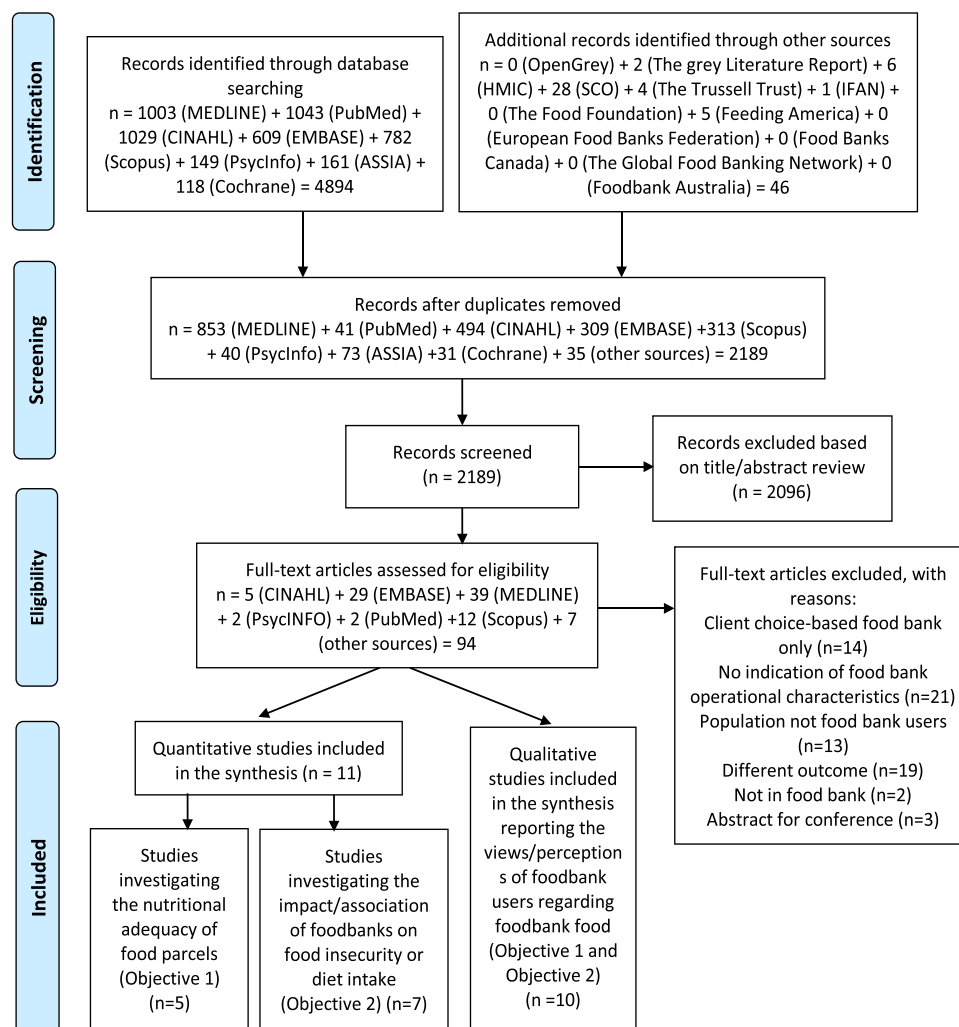 Identification
Records identified through database
searching
n = 1003 (MEDLINE) + 1043 (PubMed) +
1029 (CINAHL) + 609 (EMBASE) + 782
(Scopus) + 149 (PsycInfo) + 161 (ASSIA) +
118 (Cochrane) = 4894
Additional records identified through other sources
n = 0 (OpenGrey) + 2 (The grey Literature Report) + 6
(HMIC) + 28 (SCO) + 4 (The Trussell Trust) + 1 (IFAN) +
0 (The Food Foundation) + 5 (Feeding America) + 0
(European Food Banks Federation) + 0 (Food Banks
Canada) + 0 (The Global Food Banking Network) + 0
(Foodbank Australia) = 46
Screening
Records after duplicates removed
n = 853 (MEDLINE) + 41 (PubMed) + 494 (CINAHL) + 309 (EMBASE) +313 (Scopus)
+ 40 (PsycInfo) + 73 (ASSIA) +31 (Cochrane) + 35 (other sources) = 2189
Records screened
(n = 2189)
Records excluded based
on title/abstract review
(n = 2096)
Eligibility
Full-text articles assessed for eligibility
n = 5 (CINAHL) + 29 (EMBASE) + 39 (MEDLINE)
+ 2 (PsycINFO) + 2 (PubMed) +12 (Scopus) + 7
(other sources) = 94
Full-text articles excluded, with
reasons:
Client choice-based food bank
only (n=14)
No indication of food bank
operational characteristics (n=21)
Population not food bank users
(n=13)
Different outcome (n=19)
Not in food bank (n=2)
Abstract for conference (n=3)
Included
Quantitative studies included
in the synthesis (n = 11)
Studies
investigating
the nutritional
adequacy of
food parcels
(Objective 1)
(n=5)
Studies
investigating the
impact/association
of foodbanks on
food insecurity or
diet intake
(Objective 2) (n=7)
Qualitative
studies included
in the synthesis
reporting the
views/perception
s of foodbank
users regarding
foodbank food
(Objective 1 and
Objective 2)
(n =10)